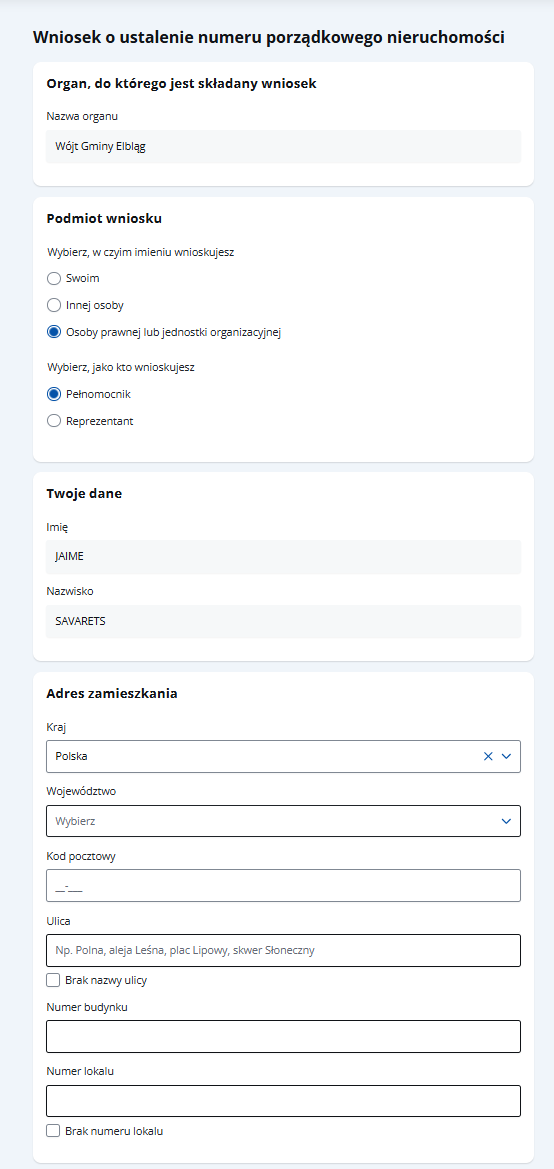 Wniosek o ustalenie numeru porządkowego nieruchomości
Organ, do którego jest składany wniosek
Nazwa organu
Wójt Gminy Elbląg
Podmiot wniosku
Wybierz, w czyim imieniu wnioskujesz
Swoim
Innej osoby
Osoby prawnej lub jednostki organizacyjnej
Wybierz, jako kto wnioskujesz
Pełnomocnik
Reprezentant
Twoje dane
Imię
JAIME
Nazwisko
SAVARETS
Adres zamieszkania
Kraj
Polska
Województwo
Wybierz
Kod pocztowy
__-___
Ulica
Np. Polna, aleja Leśna, plac Lipowy, skwer Słoneczny
Brak nazwy ulicy
Numer budynku
Numer lokalu
Brak numeru lokalu